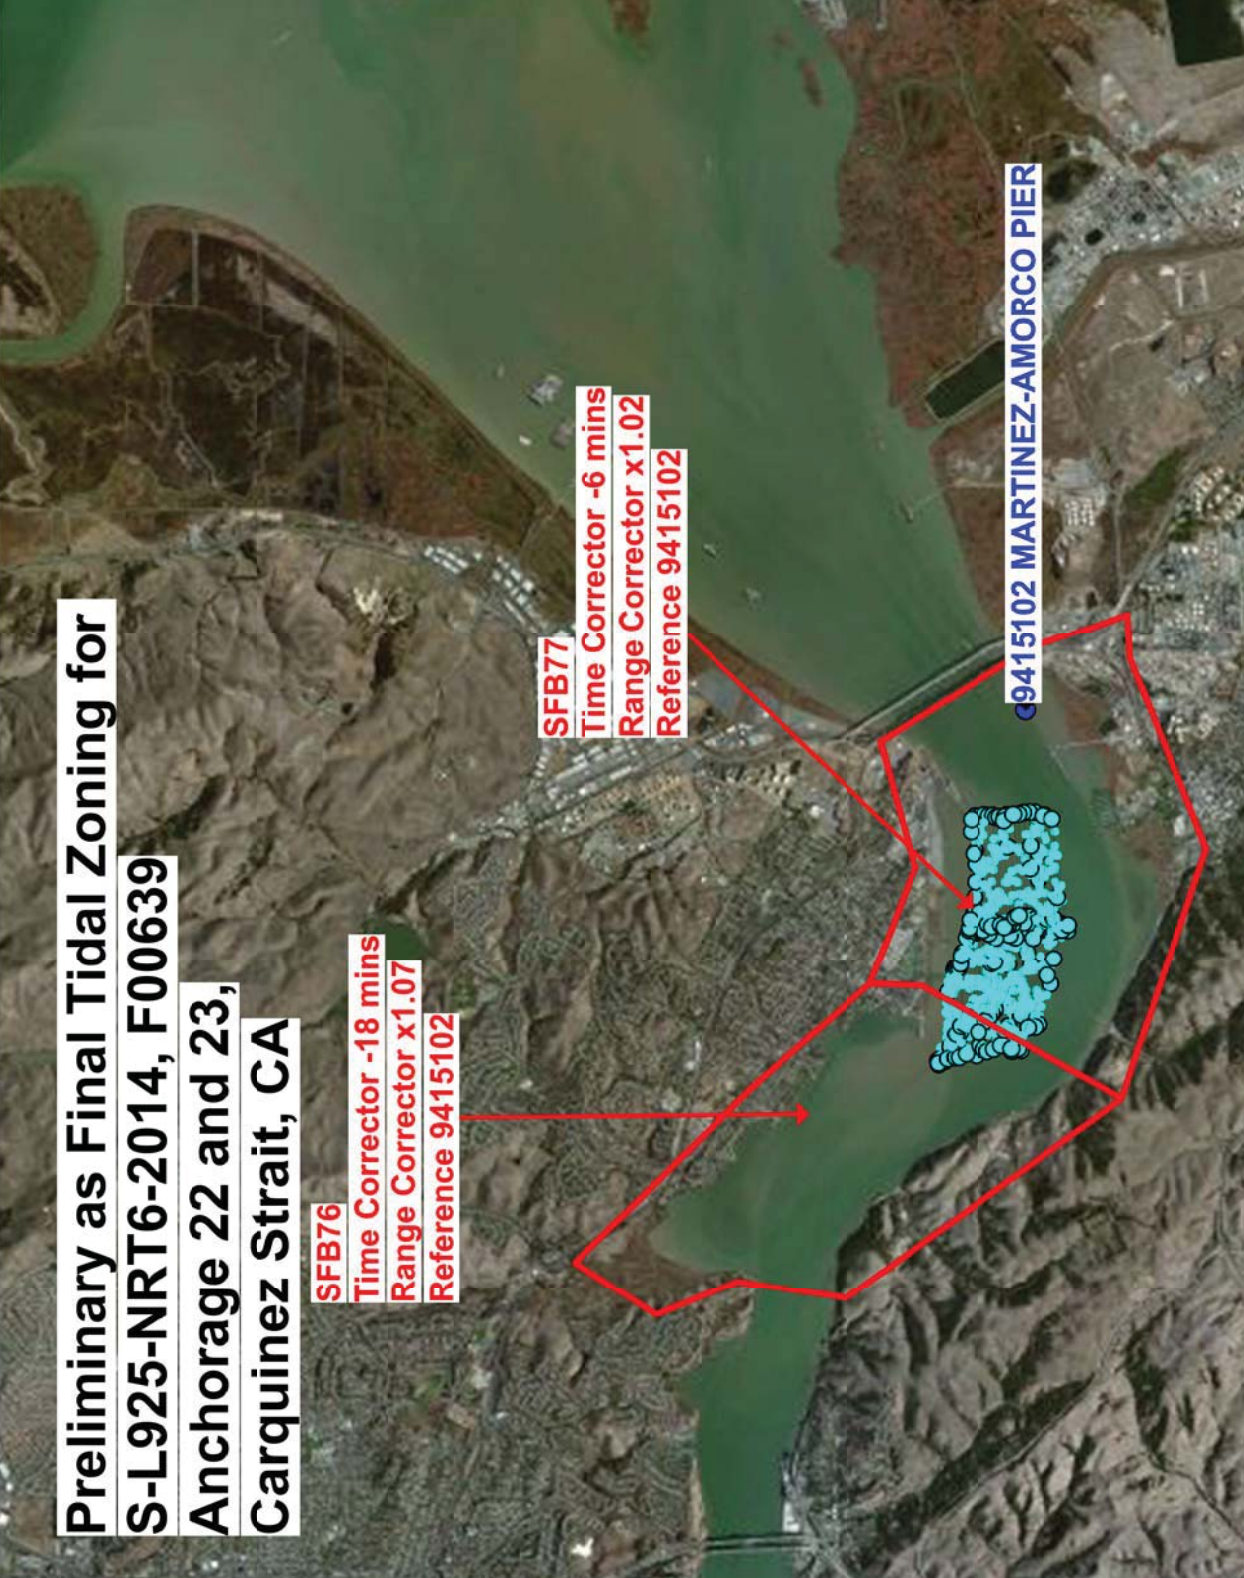 Preliminary as Final Tidal Zoning for
S-L925-NRT6-2014, F00639
Anchorage 22 and 23,
Carquinez Strait, CA
SFB76
Time Corrector -18 mins
Range Corrector x1.07
Reference 9415102
SFB77
Time Corrector -6 mins
Range Corrector x1.02
Reference 9415102
9415102 MARTINEZ-AMORCO PIER